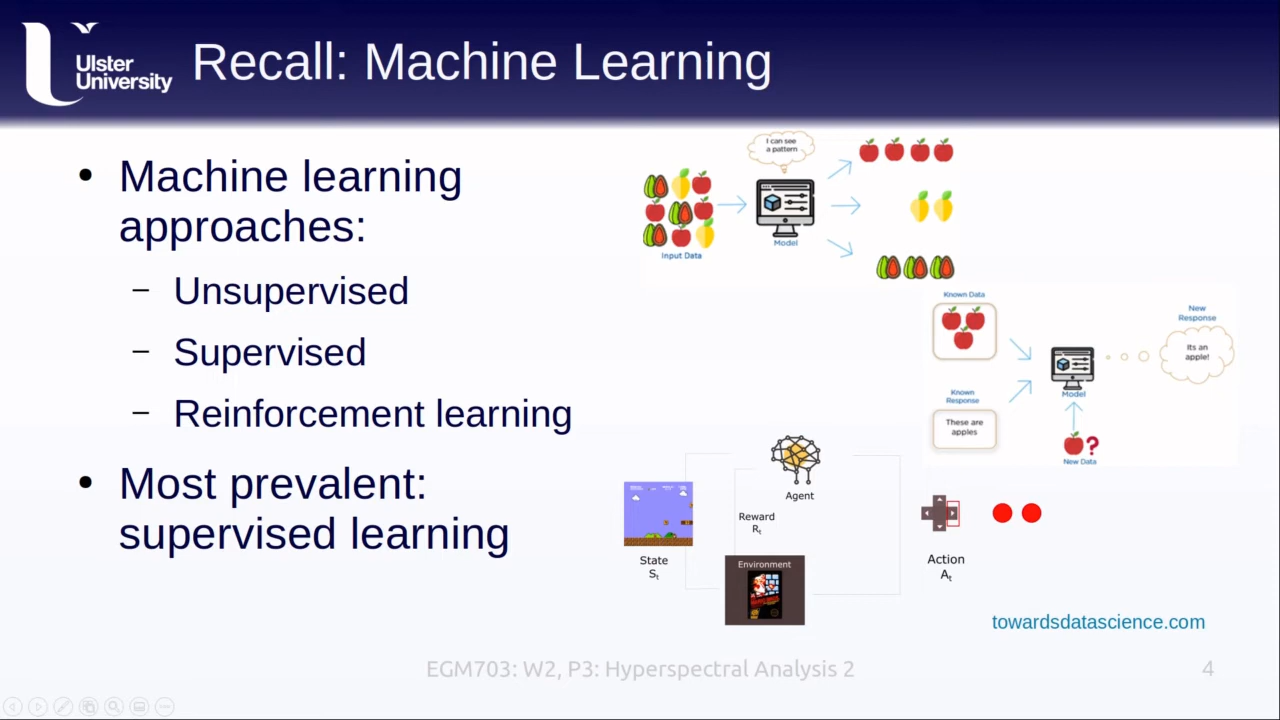 Ulster
University
Recall: Machine Learning
Machine learning
approaches:
Unsupervised
Supervised
Reinforcement learning
Most prevalent:
supervised learning
I can see
a pattern
Input Data
Model
Known Data
Known
Response
These are
apples
Model
New Data
New
Response
Its an
apple!
Agent
Reward
Rt
State
St
Environment
Action
At
towardsdatascience.com
EGM703: W2, P3: Hyperspectral Analysis 2
4